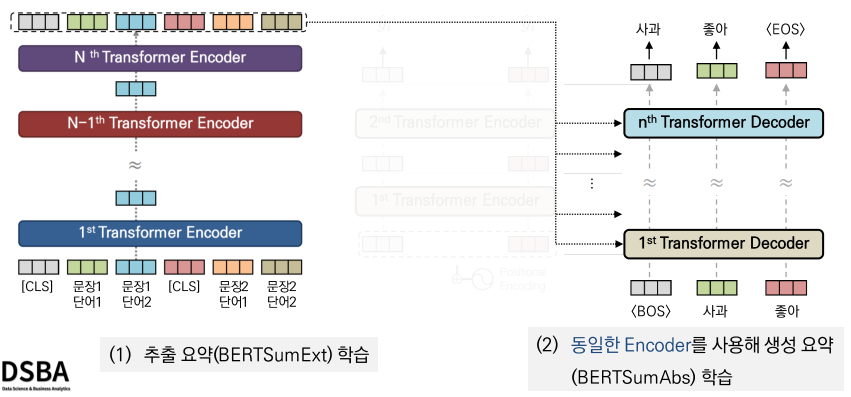 N th Transformer Encoder
N-1th Transformer Encoder
≈
1st Transformer Encoder
[CLS] 문장1 문장1 [CLS] 문장2 문장2
단어1 단어2 단어1 단어2
(1) 추출 요약(BERTSumExt) 학습
2nd Transformer Encoder
1st Transformer Encoder
Positional
Encoding
⋮
사과 좋아 〈EOS〉
nth Transformer Decoder
≈ ≈ ≈
1st Transformer Decoder
〈BOS〉 사과 좋아
(2) 동일한 Encoder를 사용해 생성 요약
(BERTSumAbs) 학습
DSBA
Data Science & Business Analytics